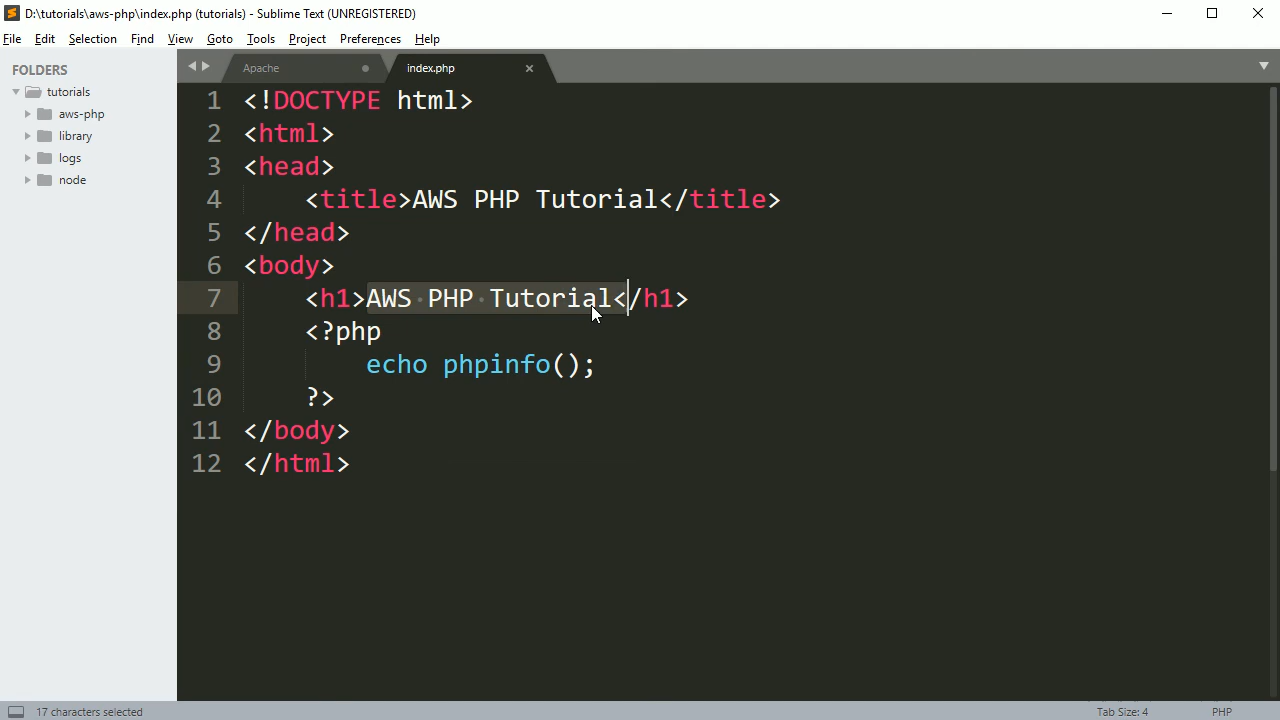 D:\tutorials\aws-php\index.php (tutorials) - Sublime Text (UNREGISTERED)
File Edit Selection Find View Goto Tools Project Preferences Help
FOLDERS
tutorials
aws-php
library
logs
node
Apache index.php
1 <!DOCTYPE html>
2 <html>
3 <head>
4 <title>AWS PHP Tutorial</title>
5 </head>
6 <body>
7 <h1>AWS PHP Tutorial</h1>
8 <?php
9 echo phpinfo();
10 ?>
11 </body>
12 </html>
17 characters selected Tab Size: 4 PHP